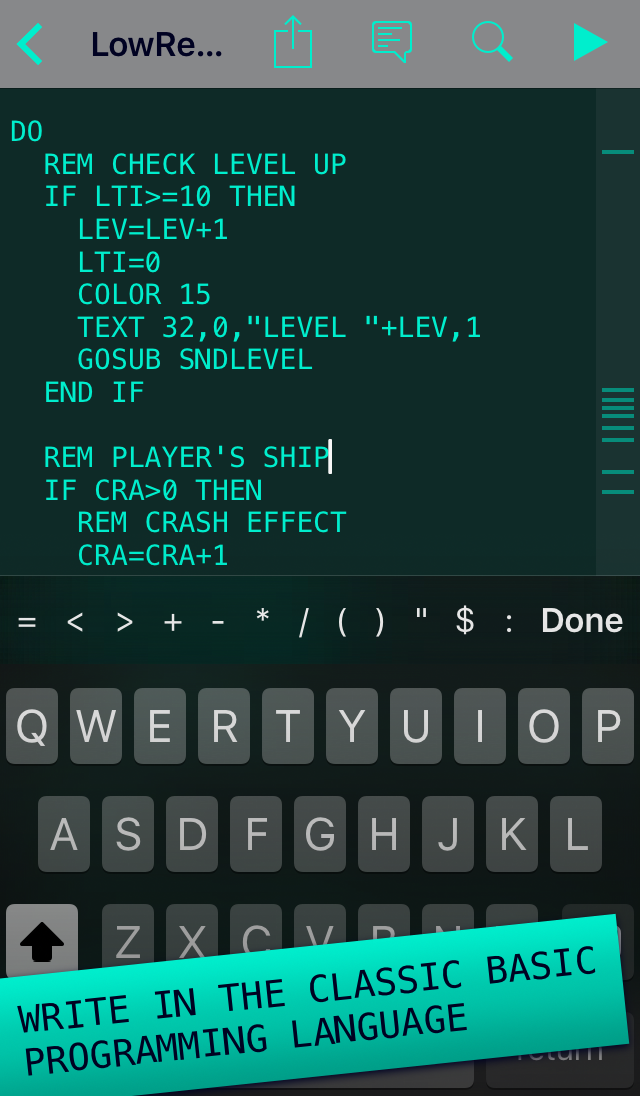 LowRe...
DO
REM CHECK LEVEL UP
IF LTI>=10 THEN
LEV=LEV+1
LTI=0
COLOR 15
TEXT 32,0,"LEVEL "+LEV,1
GOSUB SNDLEVEL
END IF
REM PLAYER'S SHIP
IF CRA>0 THEN
REM CRASH EFFECT
CRA=CRA+1
= < > + - * / ( ) " $ : Done
Q W E R T Y U I O P
A S D F G H J K L
Z X C V B N
WRITE IN THE CLASSIC BASIC
PROGRAMMING LANGUAGE
return